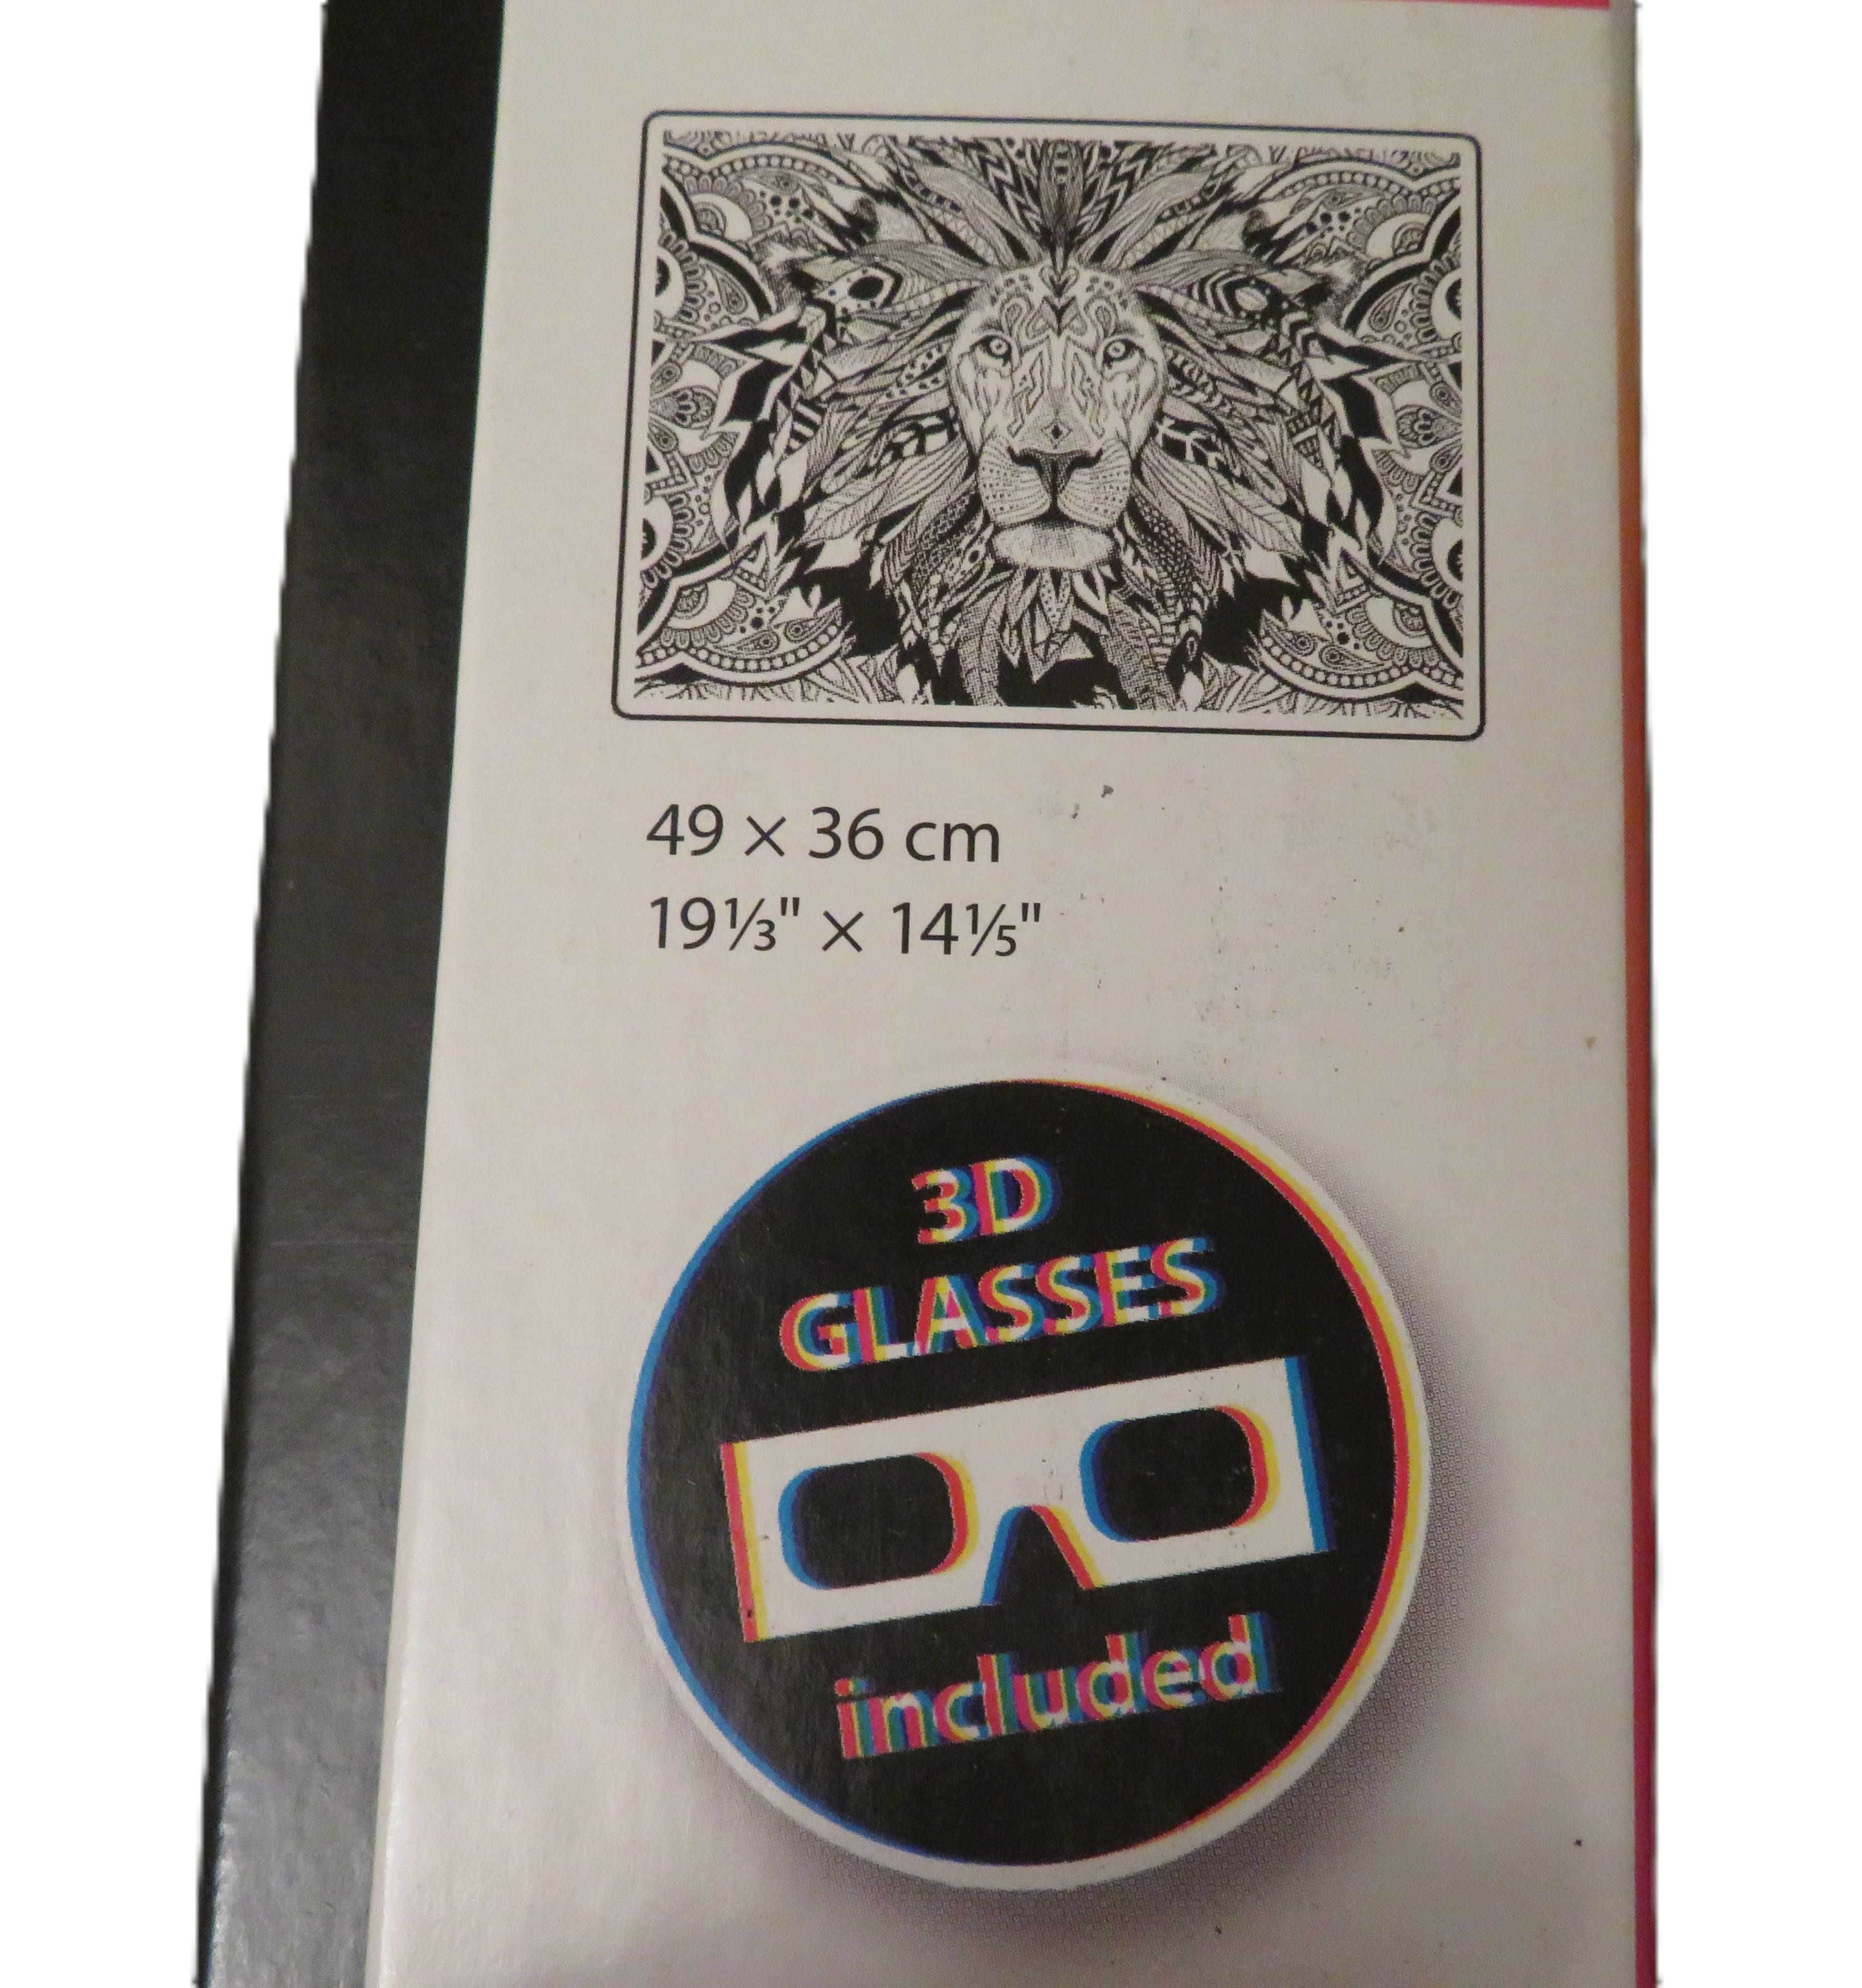 49 × 36 cm
19⅓" × 14⅕"
3D
GLASSES
included